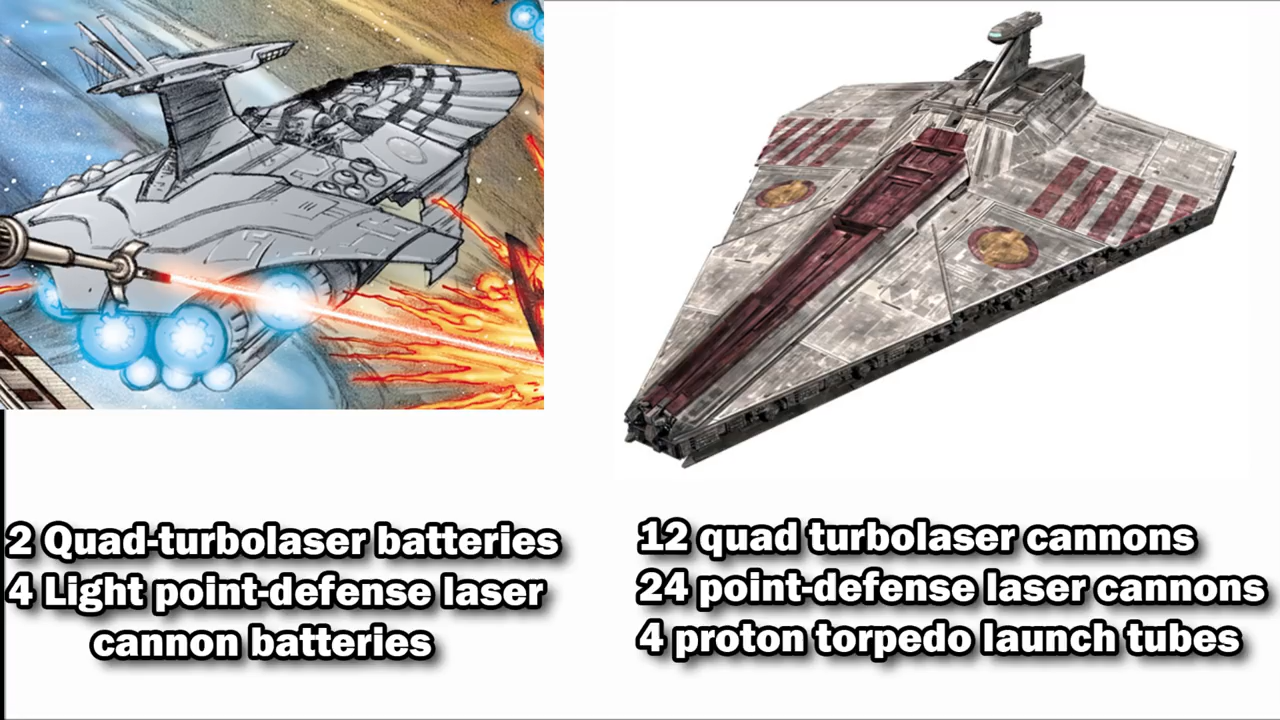 2 Quad-turbolaser batteries
4 Light point-defense laser
cannon batteries
12 quad turbolaser cannons
24 point-defense laser cannons
4 proton torpedo launch tubes